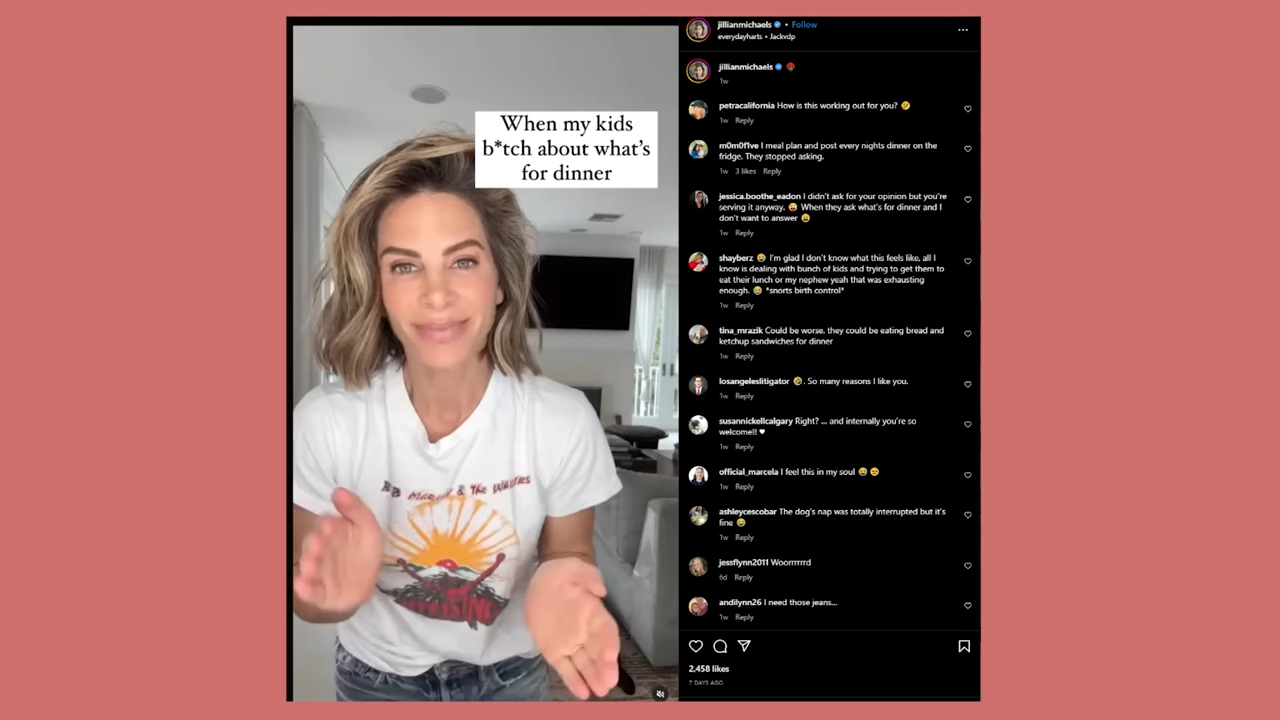 When my kids
b*tch about what's
for dinner
BOB MARLEY & THE WAILERS
UPRISING
jillianmichaels • Follow
everydayharts • Jackvdp
jillianmichaels
1w
petracalifornia How is this working out for you?
1w Reply
m0m0f1ve I meal plan and post every nights dinner on the
fridge. They stopped asking.
1w 3 likes Reply
jessica.boothe_eadon I didn't ask for your opinion but you're
serving it anyway. 😩 When they ask what's for dinner and I
don't want to answer 😩
1w Reply
shayberz 😂 I'm glad I don't know what this feels like, all I
know is dealing with bunch of kids and trying to get them to
eat their lunch or my nephew yeah that was exhausting
enough. 😂 *snorts birth control*
1w Reply
tina_mrazik Could be worse, they could be eating bread and
ketchup sandwiches for dinner
1w Reply
losangeleslitigator 🤣. So many reasons I like you.
1w Reply
susannickellcalgary Right? ... and internally you're so
welcome!! ♥
1w Reply
official_marcela I feel this in my soul
1w Reply
ashleycescobar The dog's nap was totally interrupted but it's
fine 😂
1w Reply
jessflynn2011 Woorrrrrrd
6d Reply
andilynn26 I need those jeans...
1w Reply
2,458 likes
7 DAYS AGO